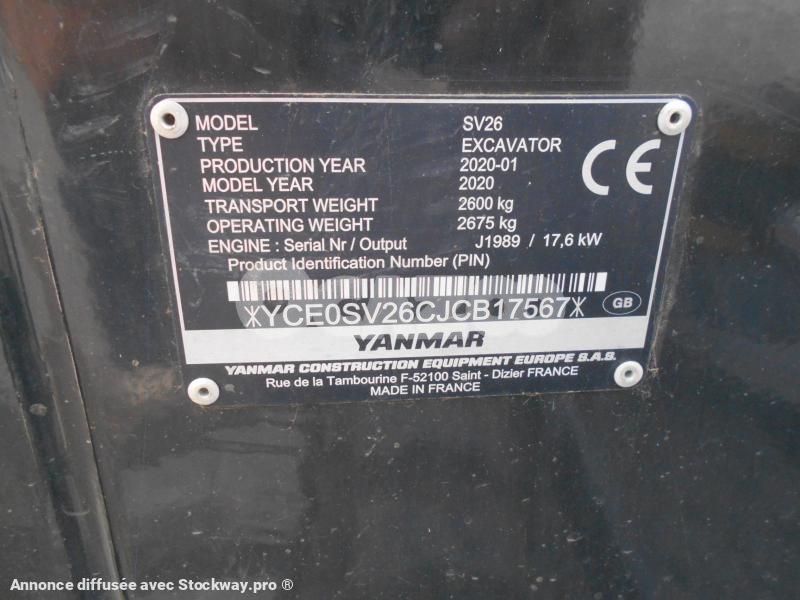 MODEL SV26
TYPE EXCAVATOR
PRODUCTION YEAR 2020-01
MODEL YEAR 2020
TRANSPORT WEIGHT 2600 kg
OPERATING WEIGHT 2675 kg
ENGINE : Serial Nr / Output J1989 / 17,6 kW
CE
Product Identification Number (PIN)
*YCE0SV26CJCB17567* GB
YANMAR
YANMAR CONSTRUCTION EQUIPMENT EUROPE S.A.S.
Rue de la Tambourine F-52100 Saint - Dizier FRANCE
MADE IN FRANCE
Annonce diffusée avec Stockway.pro ®